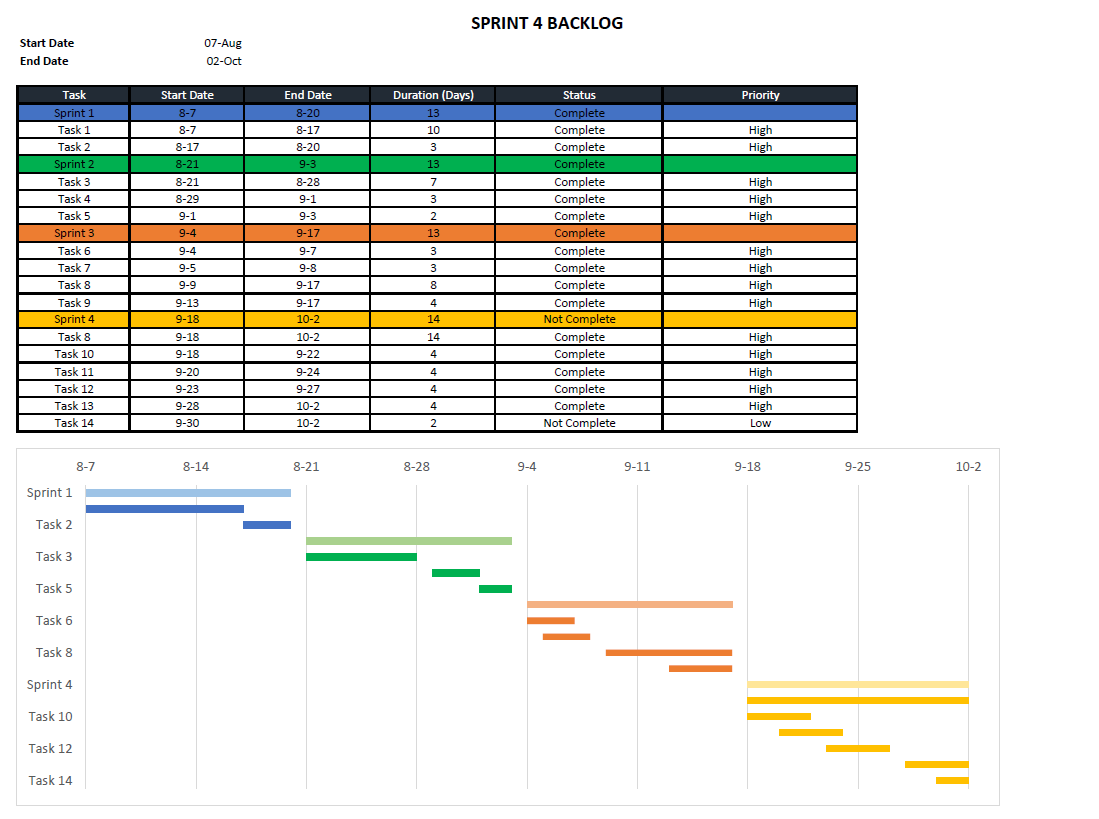 SPRINT 4 BACKLOG
Start Date 07-Aug
End Date 02-Oct
Task Start Date End Date Duration (Days) Status Priority
Sprint 1 8-7 8-20 13 Complete
Task 1 8-7 8-17 10 Complete High
Task 2 8-17 8-20 3 Complete High
Sprint 2 8-21 9-3 13 Complete
Task 3 8-21 8-28 7 Complete High
Task 4 8-29 9-1 3 Complete High
Task 5 9-1 9-3 2 Complete High
Sprint 3 9-4 9-17 13 Complete
Task 6 9-4 9-7 3 Complete High
Task 7 9-5 9-8 3 Complete High
Task 8 9-9 9-17 8 Complete High
Task 9 9-13 9-17 4 Complete High
Sprint 4 9-18 10-2 14 Not Complete
Task 8 9-18 10-2 14 Complete High
Task 10 9-18 9-22 4 Complete High
Task 11 9-20 9-24 4 Complete High
Task 12 9-23 9-27 4 Complete High
Task 13 9-28 10-2 4 Complete High
Task 14 9-30 10-2 2 Not Complete Low
8-7 8-14 8-21 8-28 9-4 9-11 9-18 9-25 10-2
Sprint 1
Task 2
Task 3
Task 5
Task 6
Task 8
Sprint 4
Task 10
Task 12
Task 14